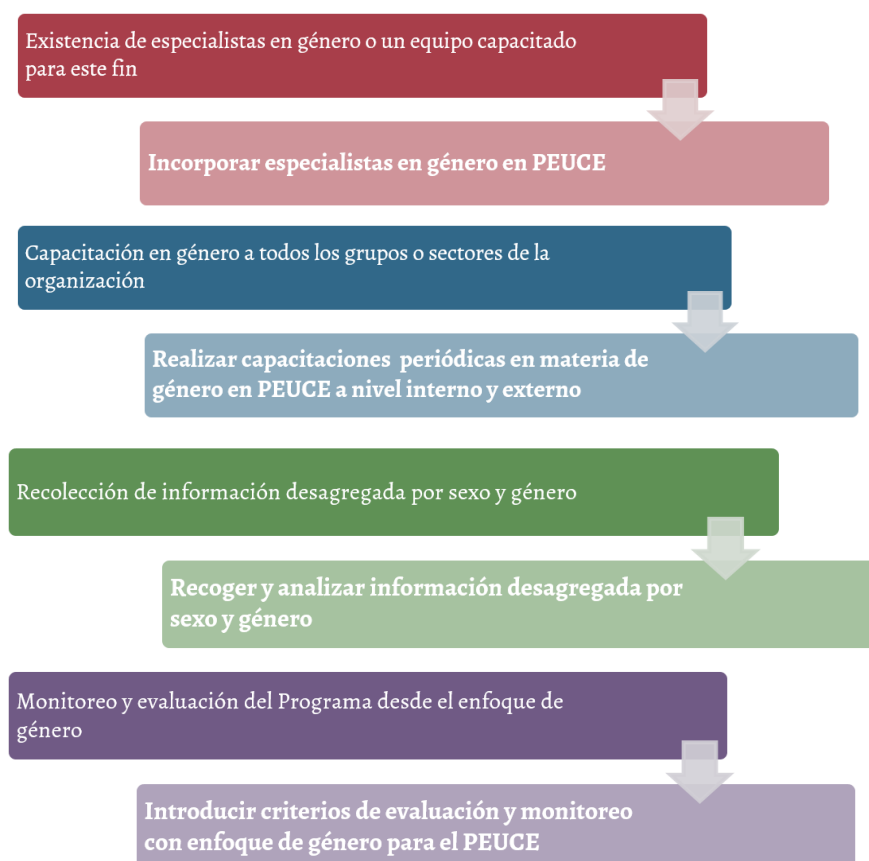 Existencia de especialistas en género o un equipo capacitado
para este fin
Incorporar especialistas en género en PEUCE
Capacitación en género a todos los grupos o sectores de la
organización
Realizar capacitaciones periódicas en materia de
género en PEUCE a nivel interno y externo
Recolección de información desagregada por sexo y género
Recoger y analizar información desagregada por
sexo y género
Monitoreo y evaluación del Programa desde el enfoque de
género
Introducir criterios de evaluación y monitoreo
con enfoque de género para el PEUCE